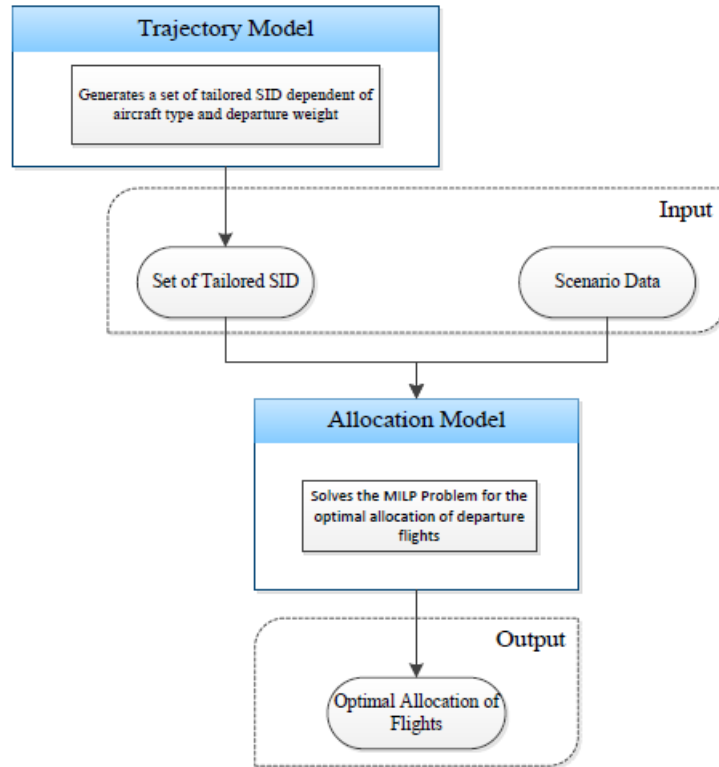 Trajectory Model
Generates a set of tailored SID dependent of
aircraft type and departure weight
Input
Set of Tailored SID
Scenario Data
Allocation Model
Solves the MILP Problem for the
optimal allocation of departure
flights
Output
Optimal Allocation of
Flights